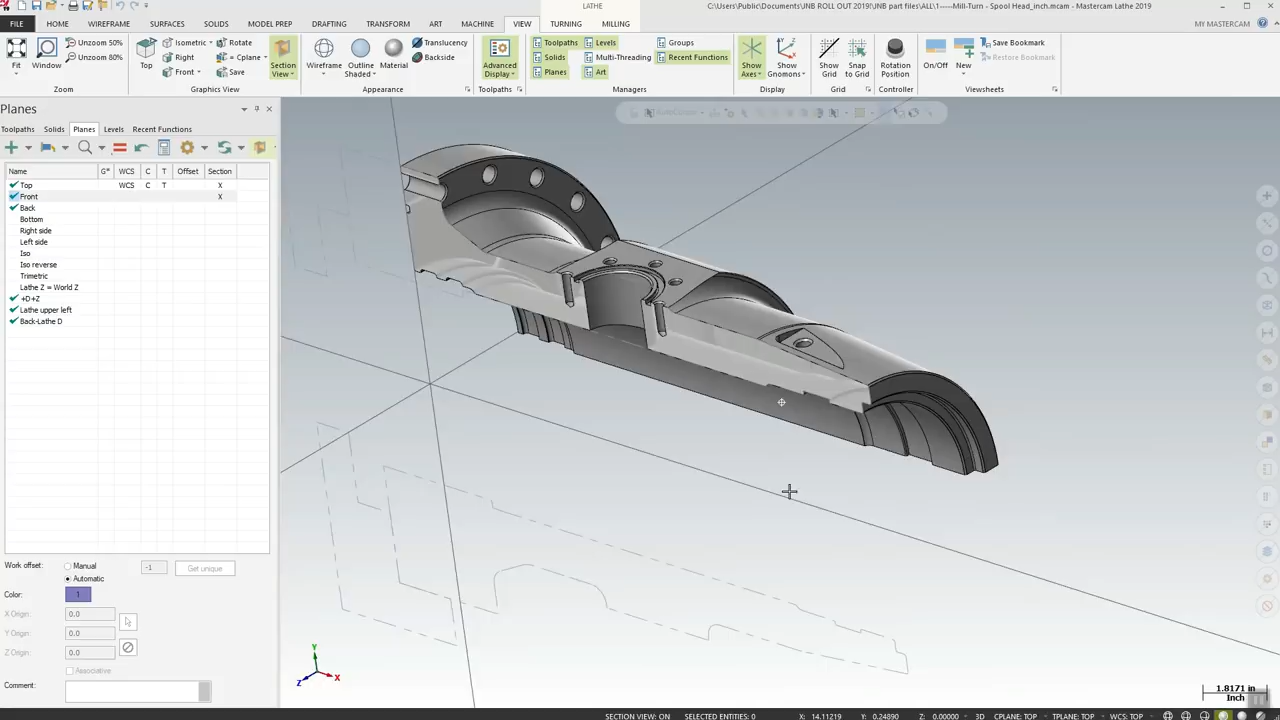 LATHE
C:\Users\Public\Documents\UNB ROLL OUT 2019\UNB part files\ALL\1-----Mill-Turn - Spool Head_inch.mcam - Mastercam Lathe 2019
FILE HOME WIREFRAME SURFACES SOLIDS MODEL PREP DRAFTING TRANSFORM ART MACHINE VIEW TURNING MILLING MY MASTERCAM
Unzoom 50% Isometric Rotate Translucency Toolpaths Levels Groups Save Bookmark
Unzoom 80% Right = Cplane Backside Solids Multi-Threading Recent Functions Restore Bookmark
Fit Window Top Front Save Section View Wireframe Outline Shaded Material Advanced Display Planes Art Show Axes Show Gnomons Show Grid Snap to Grid Rotation Position On/Off New
Zoom Graphics View Appearance Toolpaths Managers Display Grid Controller Viewsheets
Planes
Toolpaths Solids Planes Levels Recent Functions
Name G WCS C T Offset Section
Top WCS C T X
Front X
Back
Bottom
Right side
Left side
Iso
Iso reverse
Trimetric
Lathe Z = World Z
+D+Z
Lathe upper left
Back-Lathe D
Work offset: Manual -1 Get unique
Automatic
Color: 1
X Origin: 0.0
Y Origin: 0.0
Z Origin: 0.0
Associative
Comment:
Y
Z X
1.8171 in
Inch
SECTION VIEW: ON SELECTED ENTITIES: 0 X: 14.11219 Y: 0.24890 Z: 0.00000 3D CPLANE: TOP TPLANE: TOP WCS: TOP